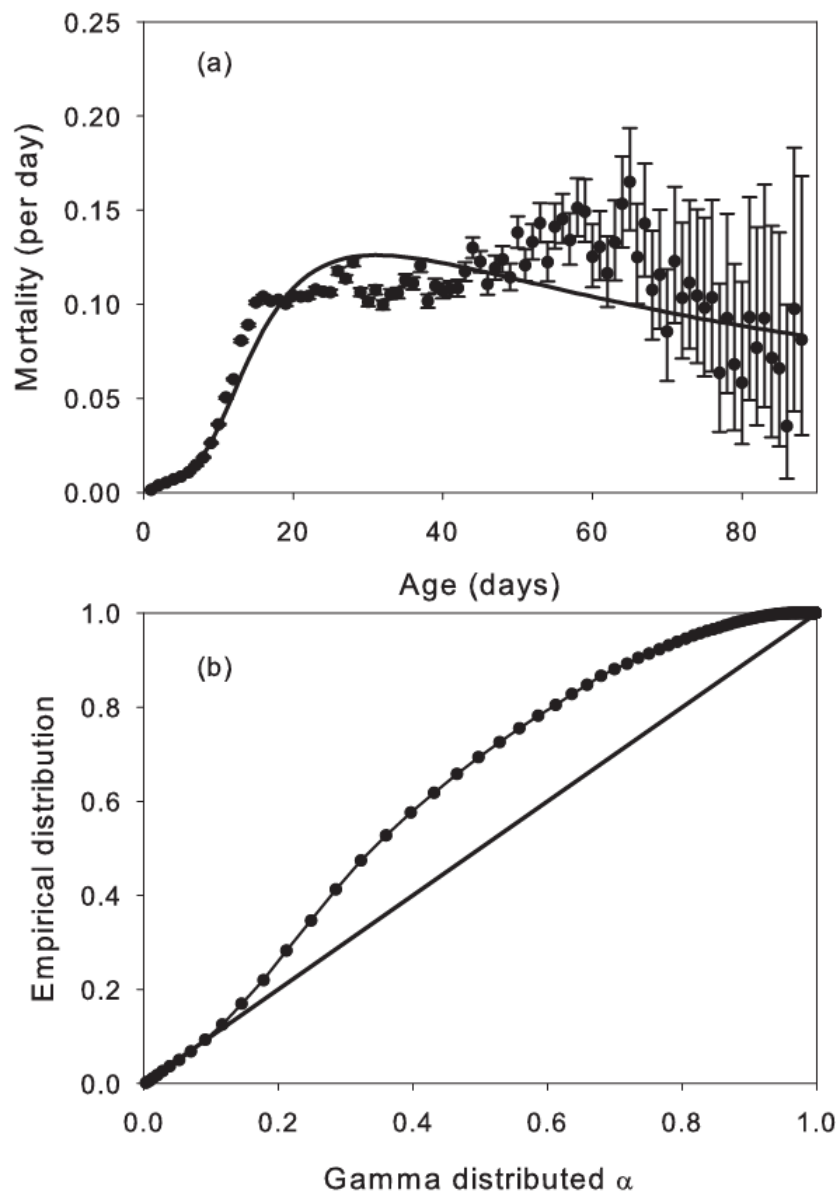 0.25
(a)
0.20
0.15
0.10
0.05
0.00
Mortality (per day)
0 20 40 60 80
Age (days)
1.0
(b)
0.8
0.6
0.4
0.2
0.0
Empirical distribution
0.0 0.2 0.4 0.6 0.8 1.0
Gamma distributed α